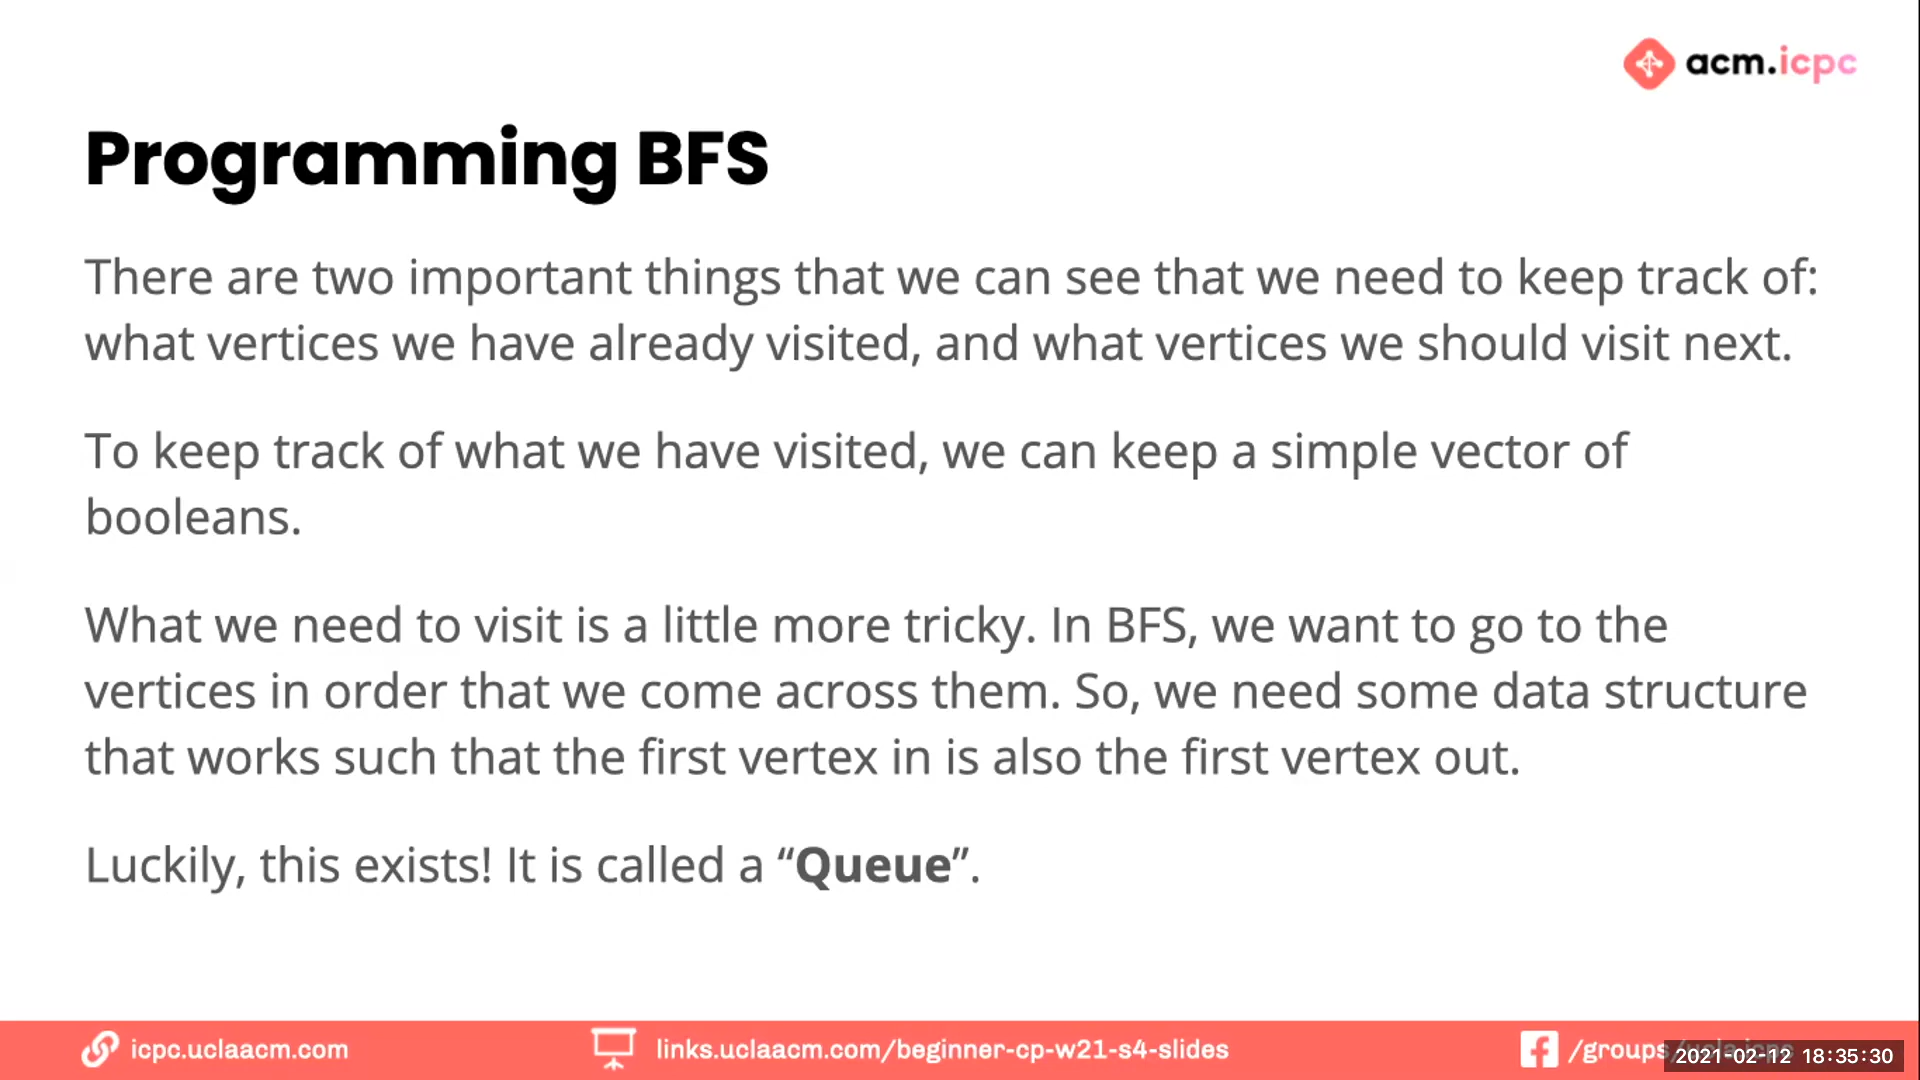 acm.icpc
Programming BFS
There are two important things that we can see that we need to keep track of:
what vertices we have already visited, and what vertices we should visit next.
To keep track of what we have visited, we can keep a simple vector of
booleans.
What we need to visit is a little more tricky. In BFS, we want to go to the
vertices in order that we come across them. So, we need some data structure
that works such that the first vertex in is also the first vertex out.
Luckily, this exists! It is called a “Queue”.
icpc.uclaacm.com
links.uclaacm.com/beginner-cp-w21-s4-slides
/groups
2021-02-12 18:35:30